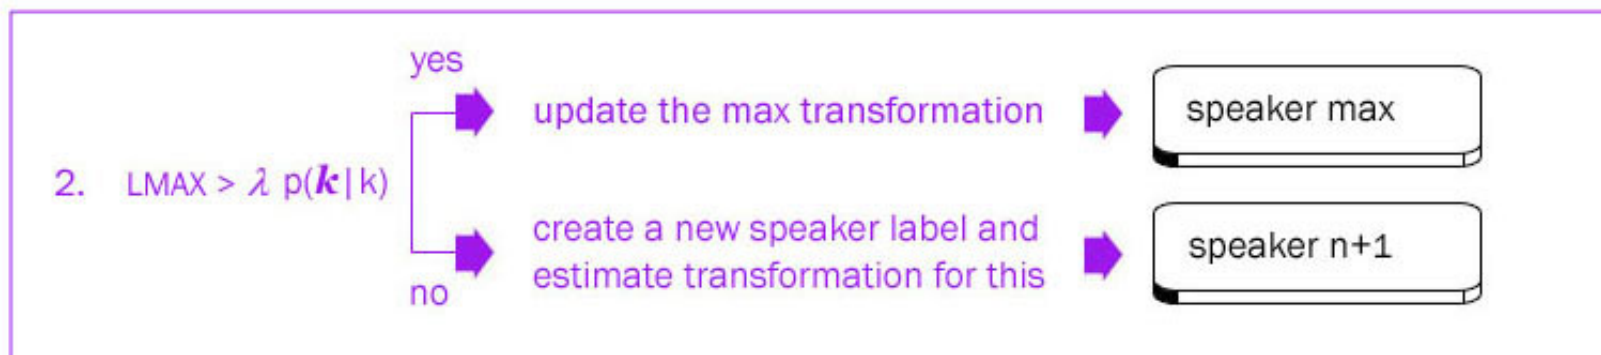 yes
update the max transformation
speaker max
2. LMAX > λ p(k|k)
create a new speaker label and
estimate transformation for this
speaker n+1
no